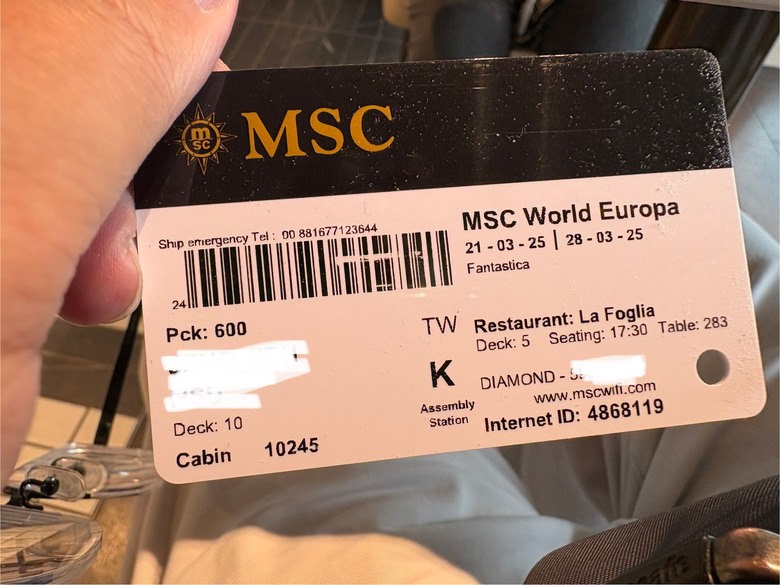 MSC
MSC World Europa
Ship emergency Tel : 00 881677123644
21 - 03 - 25 | 28 - 03 - 25
Fantastica
24
Pck: 600
TW
Restaurant: La Foglia
Deck: 5 Seating: 17:30 Table: 283
K
DIAMOND - 5
www.mscwifi.com
Assembly
Station
Internet ID: 4868119
Deck: 10
Cabin 10245